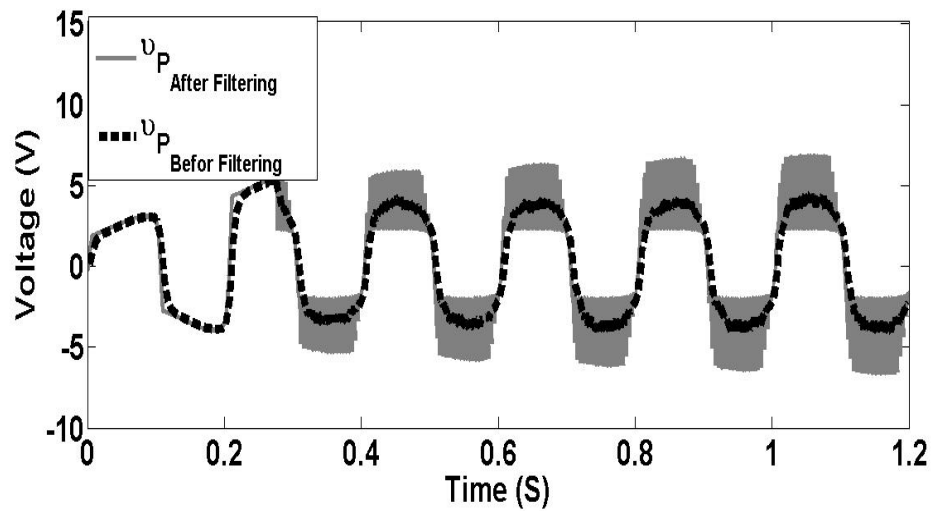 15
10
5
0
-5
-10
Voltage (V)
υP After Filtering
υP Befor Filtering
0 0.2 0.4 0.6 0.8 1 1.2
Time (S)